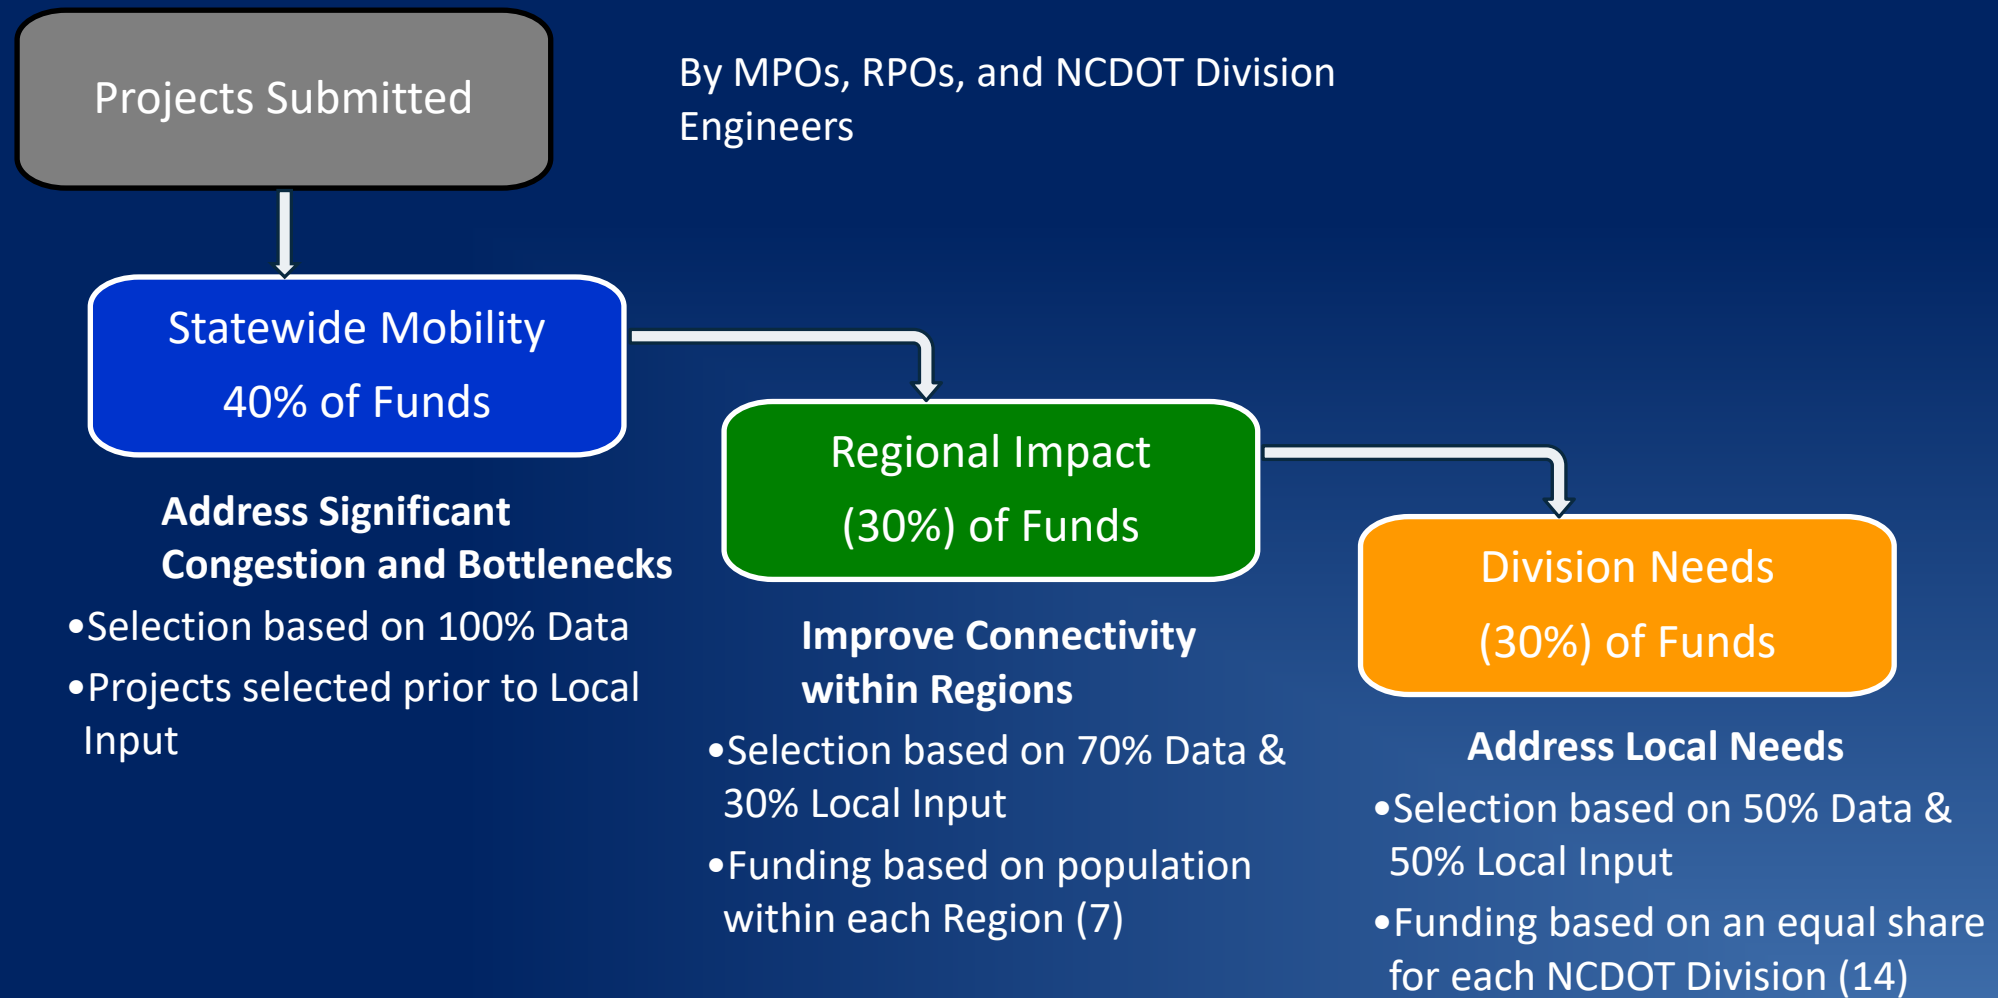 Projects Submitted
By MPOs, RPOs, and NCDOT Division
Engineers
Statewide Mobility
40% of Funds
Address Significant
Congestion and Bottlenecks
•Selection based on 100% Data
•Projects selected prior to Local
Input
Regional Impact
(30%) of Funds
Improve Connectivity
within Regions
•Selection based on 70% Data &
30% Local Input
•Funding based on population
within each Region (7)
Division Needs
(30%) of Funds
Address Local Needs
•Selection based on 50% Data &
50% Local Input
•Funding based on an equal share
for each NCDOT Division (14)